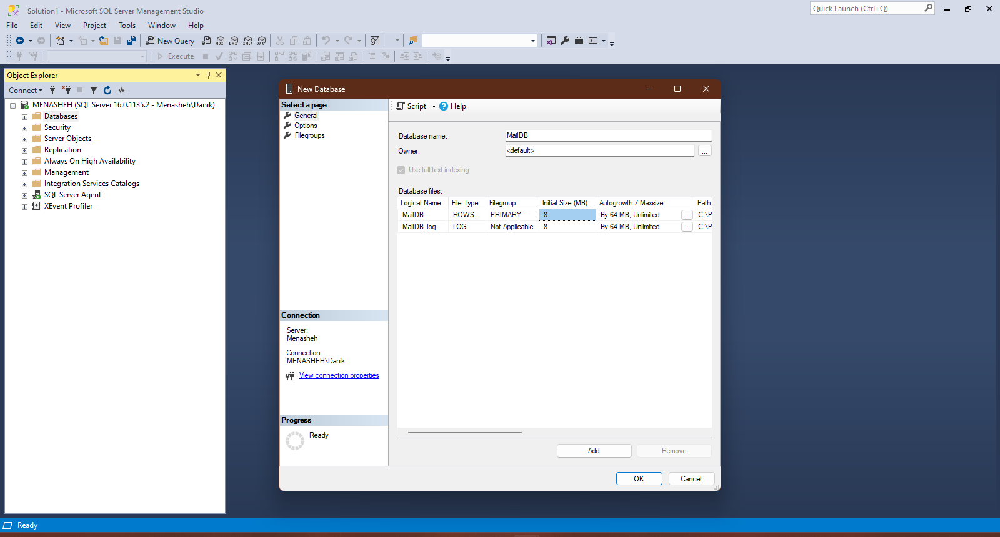 Solution1 - Microsoft SQL Server Management Studio
Quick Launch (Ctrl+Q)
File Edit View Project Tools Window Help
New Query MDX DMX XMLA DAX
Execute
Object Explorer
Connect
MENASHEH (SQL Server 16.0.1135.2 - Menasheh\Danik)
Databases
Security
Server Objects
Replication
Always On High Availability
Management
Integration Services Catalogs
SQL Server Agent
XEvent Profiler
New Database
Select a page
General
Options
Filegroups
Connection
Server:
Menasheh
Connection:
MENASHEH\Danik
View connection properties
Progress
Ready
Script ? Help
Database name: MailDB
Owner: <default> ...
Use full-text indexing
Database files:
Logical Name File Type Filegroup Initial Size (MB) Autogrowth / Maxsize Path
MailDB ROWS... PRIMARY 8 By 64 MB, Unlimited ... C:\P
MailDB_log LOG Not Applicable 8 By 64 MB, Unlimited ... C:\P
Add Remove
OK Cancel
Ready